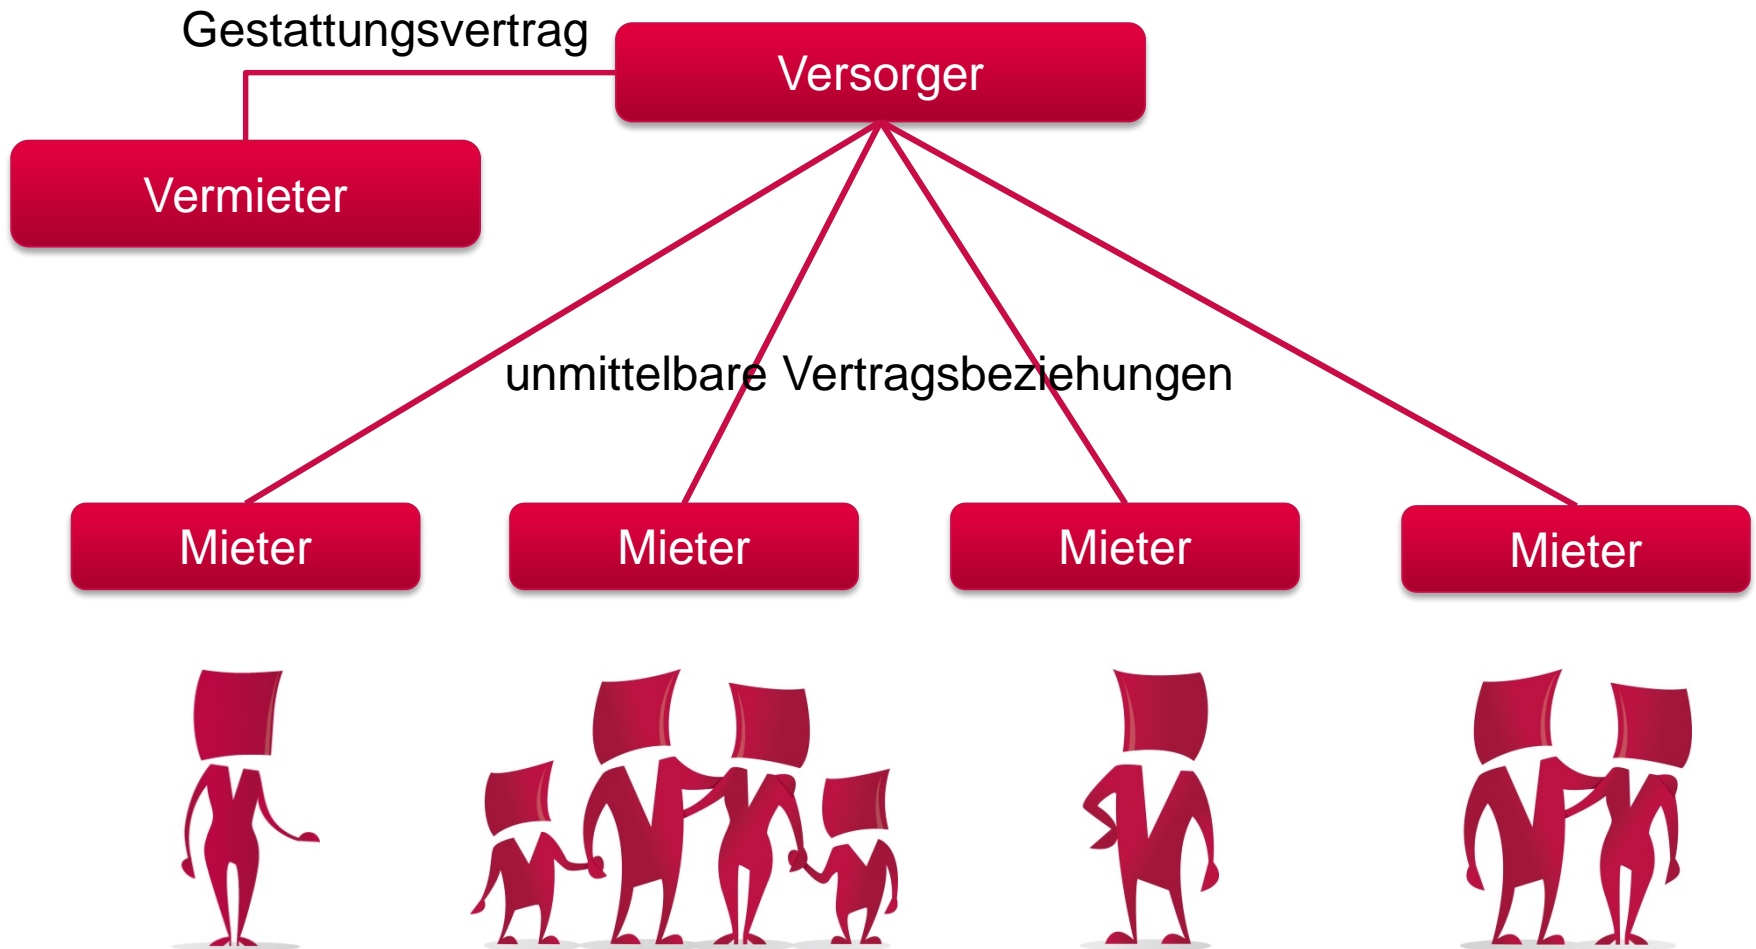 Gestattungsvertrag
Versorger
Vermieter
unmittelbare Vertragsbeziehungen
Mieter
Mieter
Mieter
Mieter